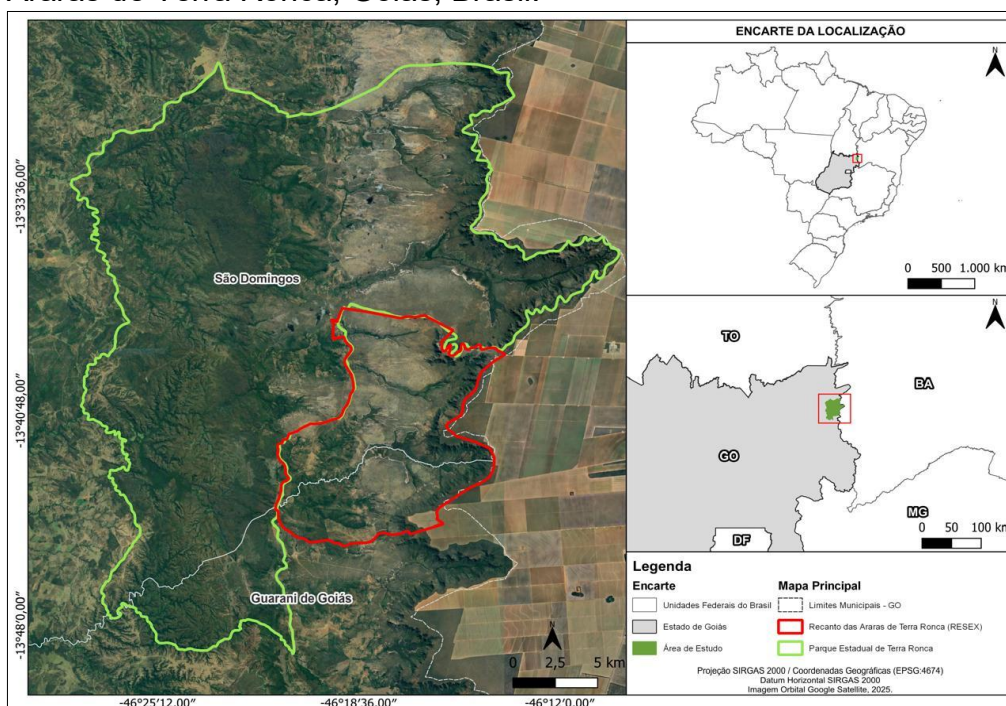 Araras de Terra Ronca, Goiás, Brasil.
ENCARTE DA LOCALIZAÇÃO
N
0 500 1.000 km
-13°33'36,00"
-13°40'48,00"
-13°48'0,00"
São Domingos
Guarani de Goiás
N
0 2,5 5 km
-46°25'12,00"
-46°18'36,00"
-46°12'0,00"
N
TO
BA
GO
MG
DF
0 50 100 km
Legenda
Encarte
Unidades Federais do Brasil
Estado de Goiás
Área de Estudo
Mapa Principal
Limites Municipais - GO
Recanto das Araras de Terra Ronca (RESEX)
Parque Estadual de Terra Ronca
Projeção SIRGAS 2000 / Coordenadas Geográficas (EPSG:4674)
Datum Horizontal SIRGAS 2000
Imagem Orbital Google Satellite, 2025.